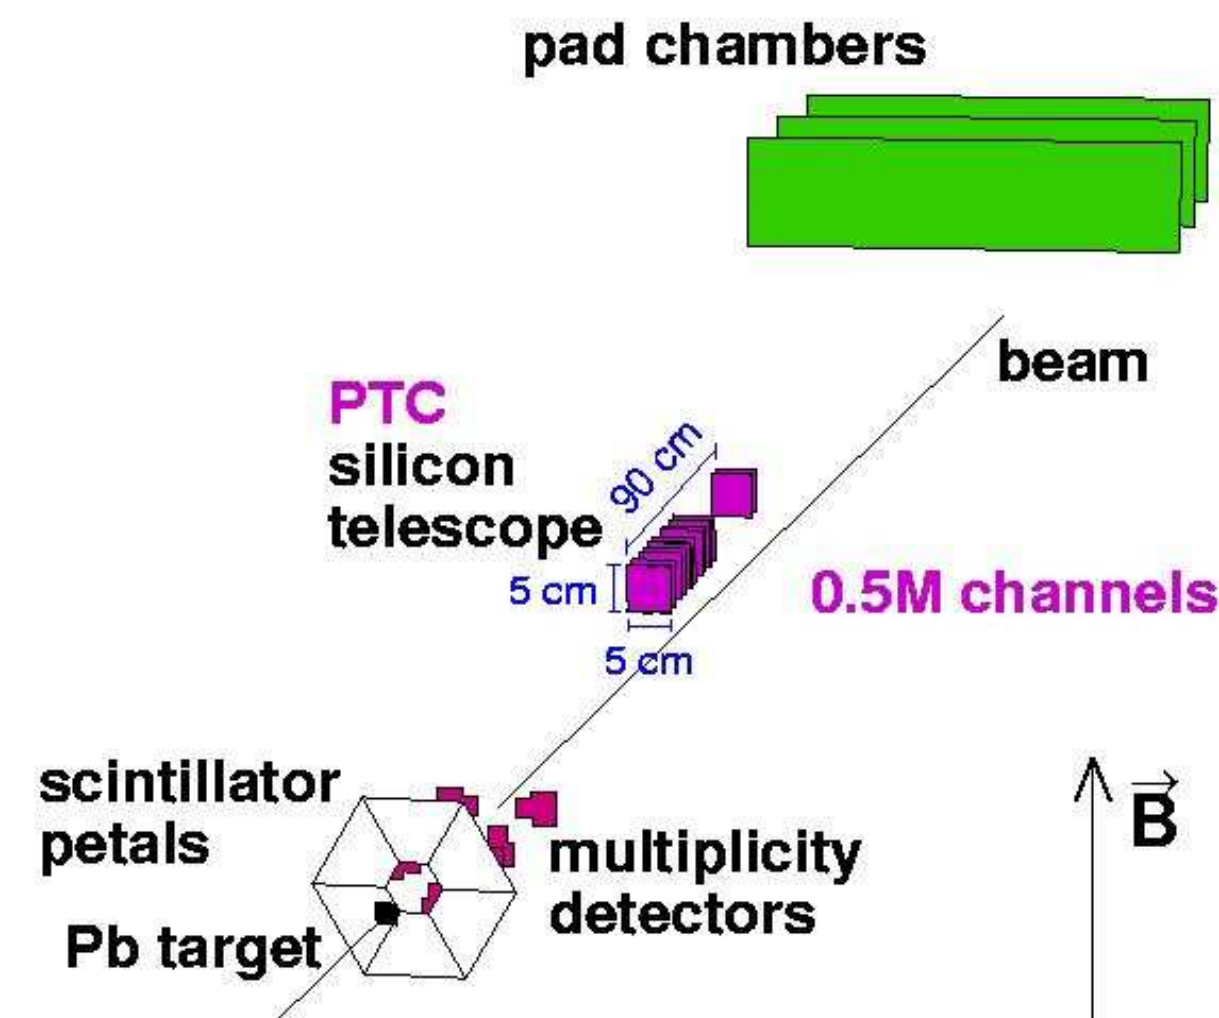 pad chambers
beam
PTC
silicon
telescope
90 cm
5 cm
5 cm
0.5M channels
scintillator
petals
multiplicity
detectors
Pb target
B